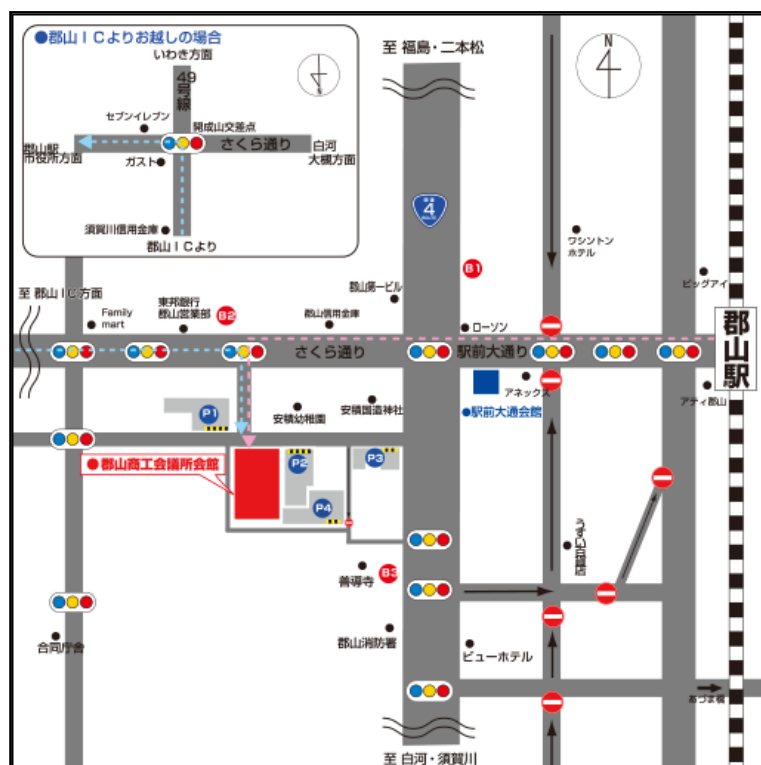 ●郡山ICよりお越しの場合
いわき方面
49号線
N
セブンイレブン
開成山交差点
郡山駅
市役所方面
さくら通り
白河
大槻方面
ガスト
須賀川信用金庫
郡山ICより
至 福島・二本松
N
4
ワシントン
ホテル
B1
ビッグアイ
至 郡山IC方面
Family
mart
東邦銀行
郡山営業部
B2
郡山第一ビル
郡山信用金庫
ローソン
郡山駅
さくら通り
駅前大通り
アネックス
●駅前大通会館
アティ郡山
P1
安積幼稚園
安積国造神社
●郡山商工会議所会館
P2
P3
P4
うすい百貨店
善導寺
B3
合同庁舎
郡山消防署
ビューホテル
あづま橋
至 白河・須賀川